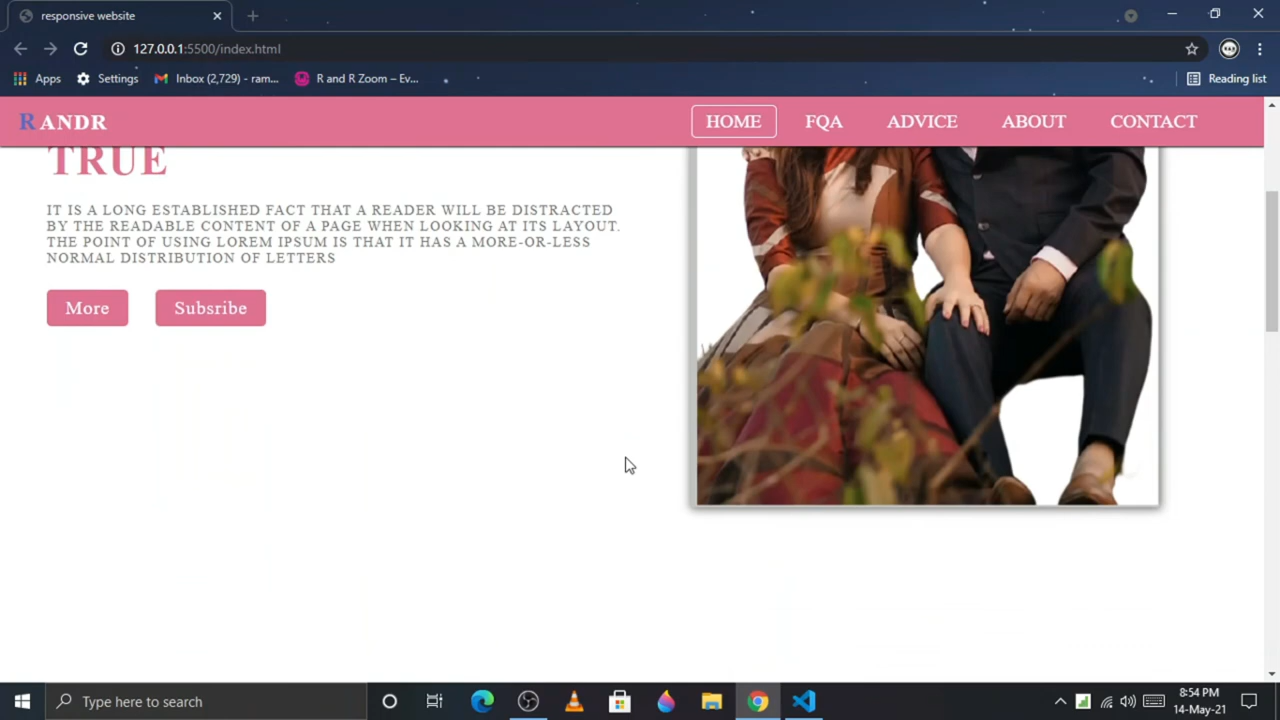 responsive website
127.0.0.1:5500/index.html
Apps
Settings
Inbox (2,729) - ram...
R and R Zoom – Ev...
Reading list
R ANDR
HOME
FQA
ADVICE
ABOUT
CONTACT
TRUE
IT IS A LONG ESTABLISHED FACT THAT A READER WILL BE DISTRACTED
BY THE READABLE CONTENT OF A PAGE WHEN LOOKING AT ITS LAYOUT.
THE POINT OF USING LOREM IPSUM IS THAT IT HAS A MORE-OR-LESS
NORMAL DISTRIBUTION OF LETTERS
More
Subsribe
Type here to search
8:54 PM
14-May-21